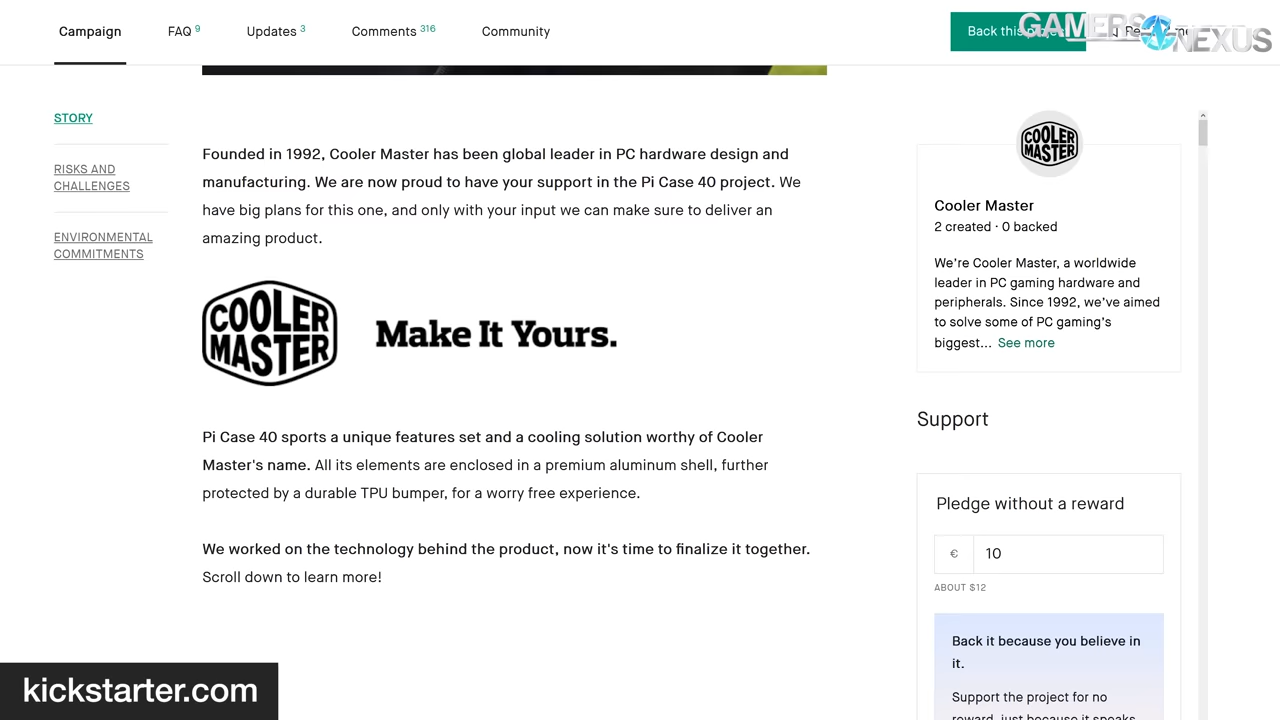 Campaign
FAQ 9
Updates 3
Comments 316
Community
Back this
GAMERS
NEXUS
STORY
RISKS AND
CHALLENGES
ENVIRONMENTAL
COMMITMENTS
Founded in 1992, Cooler Master has been global leader in PC hardware design and
manufacturing. We are now proud to have your support in the Pi Case 40 project. We
have big plans for this one, and only with your input we can make sure to deliver an
amazing product.
COOLER
MASTER
Make It Yours.
Pi Case 40 sports a unique features set and a cooling solution worthy of Cooler
Master's name. All its elements are enclosed in a premium aluminum shell, further
protected by a durable TPU bumper, for a worry free experience.
We worked on the technology behind the product, now it's time to finalize it together.
Scroll down to learn more!
COOLER
MASTER
Cooler Master
2 created · 0 backed
We're Cooler Master, a worldwide
leader in PC gaming hardware and
peripherals. Since 1992, we've aimed
to solve some of PC gaming's
biggest... See more
Support
Pledge without a reward
€ 10
ABOUT $12
Back it because you believe in
it.
Support the project for no
reward, just because it speaks
kickstarter.com